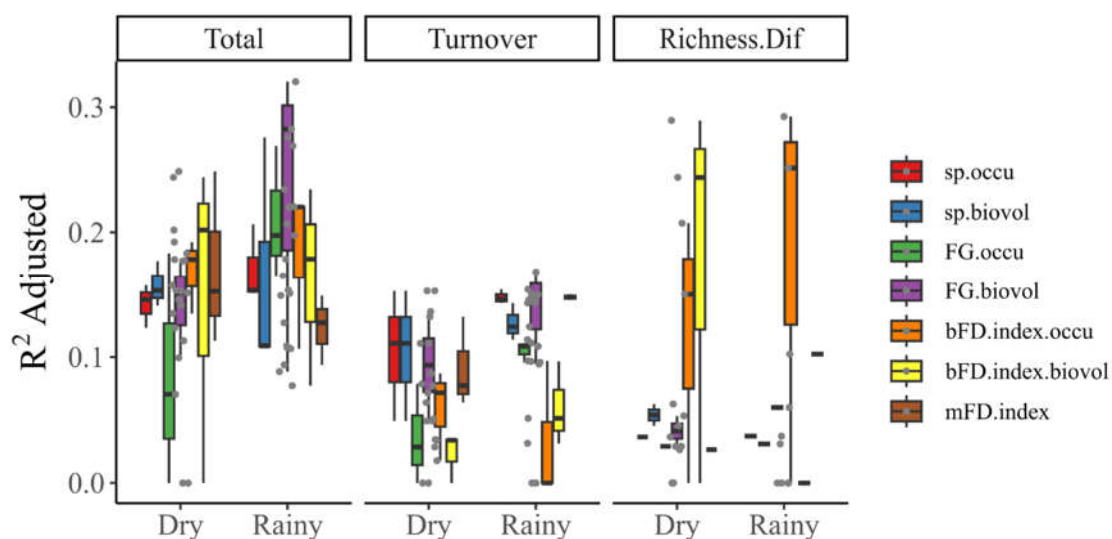 Total Turnover Richness.Dif
R² Adjusted
0.3
0.2
0.1
0.0
Dry Rainy Dry Rainy Dry Rainy
sp.occu
sp.biovol
FG.occu
FG.biovol
bFD.index.occu
bFD.index.biovol
mFD.index